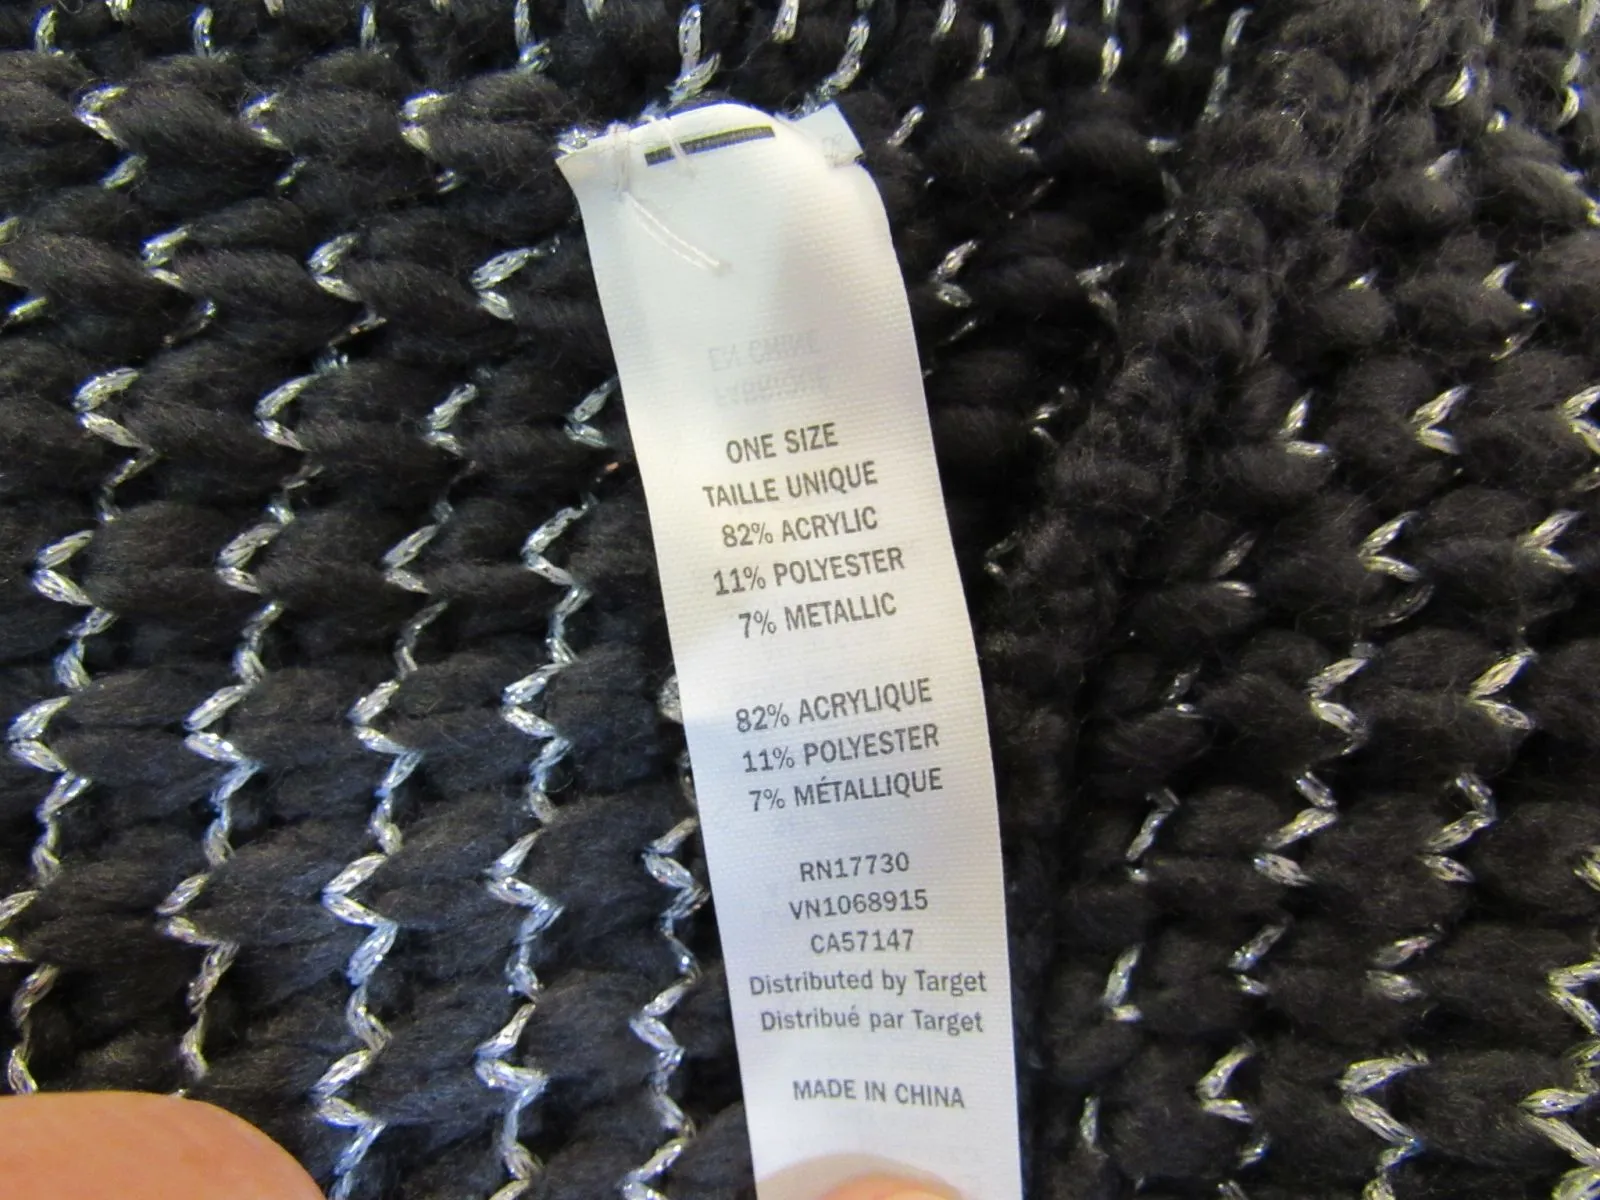 ONE SIZE
TAILLE UNIQUE
82% ACRYLIC
11% POLYESTER
7% METALLIC
82% ACRYLIQUE
11% POLYESTER
7% MÉTALLIQUE
RN17730
VN1068915
CA57147
Distributed by Target
Distribué par Target
MADE IN CHINA